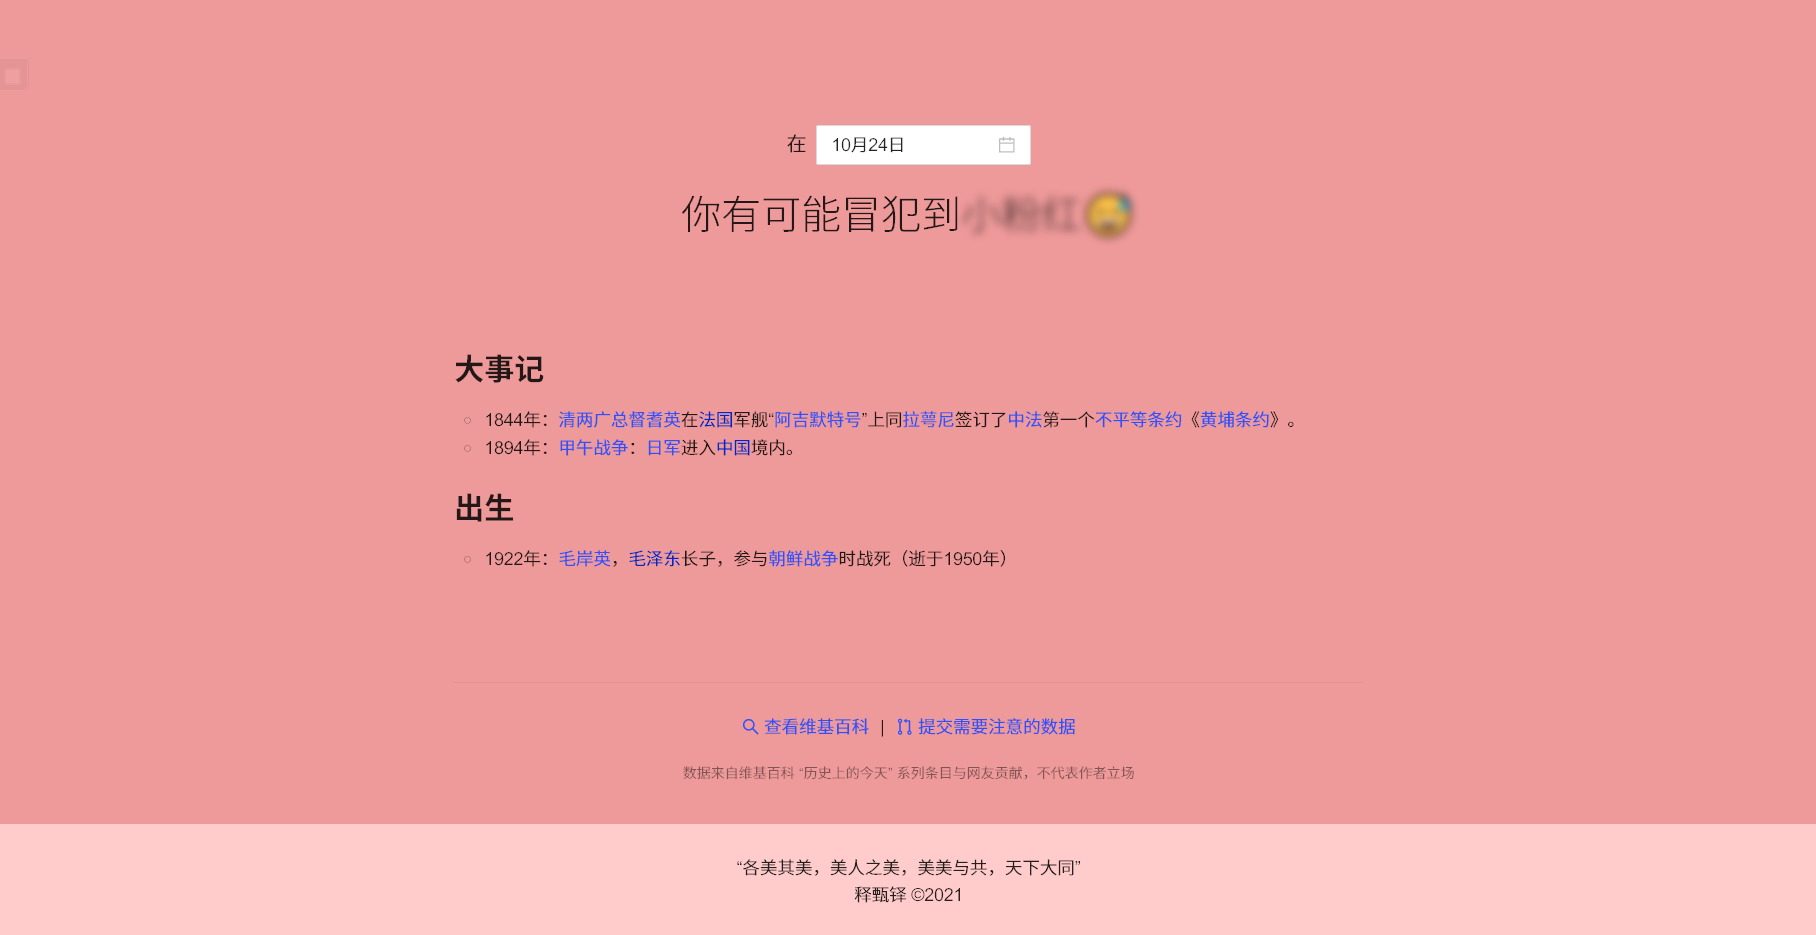 在 10月24日
你有可能冒犯到小粉红😅
大事记
1844年：清两广总督耆英在法国军舰“阿吉默特号”上同拉萼尼签订了中法第一个不平等条约《黄埔条约》。
1894年：甲午战争：日军进入中国境内。
出生
1922年：毛岸英，毛泽东长子，参与朝鲜战争时战死（逝于1950年）
查看维基百科 | 提交需要注意的数据
数据来自维基百科 “历史上的今天” 系列条目与网友贡献，不代表作者立场
“各美其美，美人之美，美美与共，天下大同”
释甄铎 ©2021